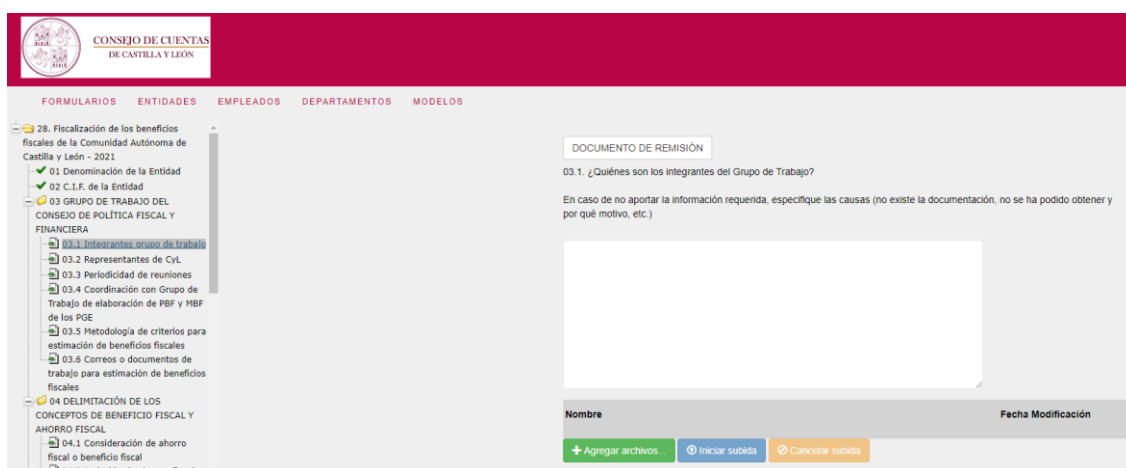 CONSEJO DE CUENTAS
DE CASTILLA Y LEÓN
FORMULARIOS ENTIDADES EMPLEADOS DEPARTAMENTOS MODELOS
28. Fiscalización de los beneficios
fiscales de la Comunidad Autónoma de
Castilla y León - 2021
01 Denominación de la Entidad
02 C.I.F. de la Entidad
03 GRUPO DE TRABAJO DEL
CONSEJO DE POLÍTICA FISCAL Y
FINANCIERA
03.1 Integrantes grupo de trabajo
03.2 Representantes de CyL
03.3 Periodicidad de reuniones
03.4 Coordinación con Grupo de
Trabajo de elaboración de PBF y MBF
de los PGE
03.5 Metodología de criterios para
estimación de beneficios fiscales
03.6 Correos o documentos de
trabajo para estimación de beneficios
fiscales
04 DELIMITACIÓN DE LOS
CONCEPTOS DE BENEFICIO FISCAL Y
AHORRO FISCAL
04.1 Consideración de ahorro
fiscal o beneficio fiscal
DOCUMENTO DE REMISIÓN
03.1. ¿Quiénes son los integrantes del Grupo de Trabajo?
En caso de no aportar la información requerida, especifique las causas (no existe la documentación, no se ha podido obtener y
por qué motivo, etc.)
Nombre Fecha Modificación
Agregar archivos... Iniciar subida Cancelar subida